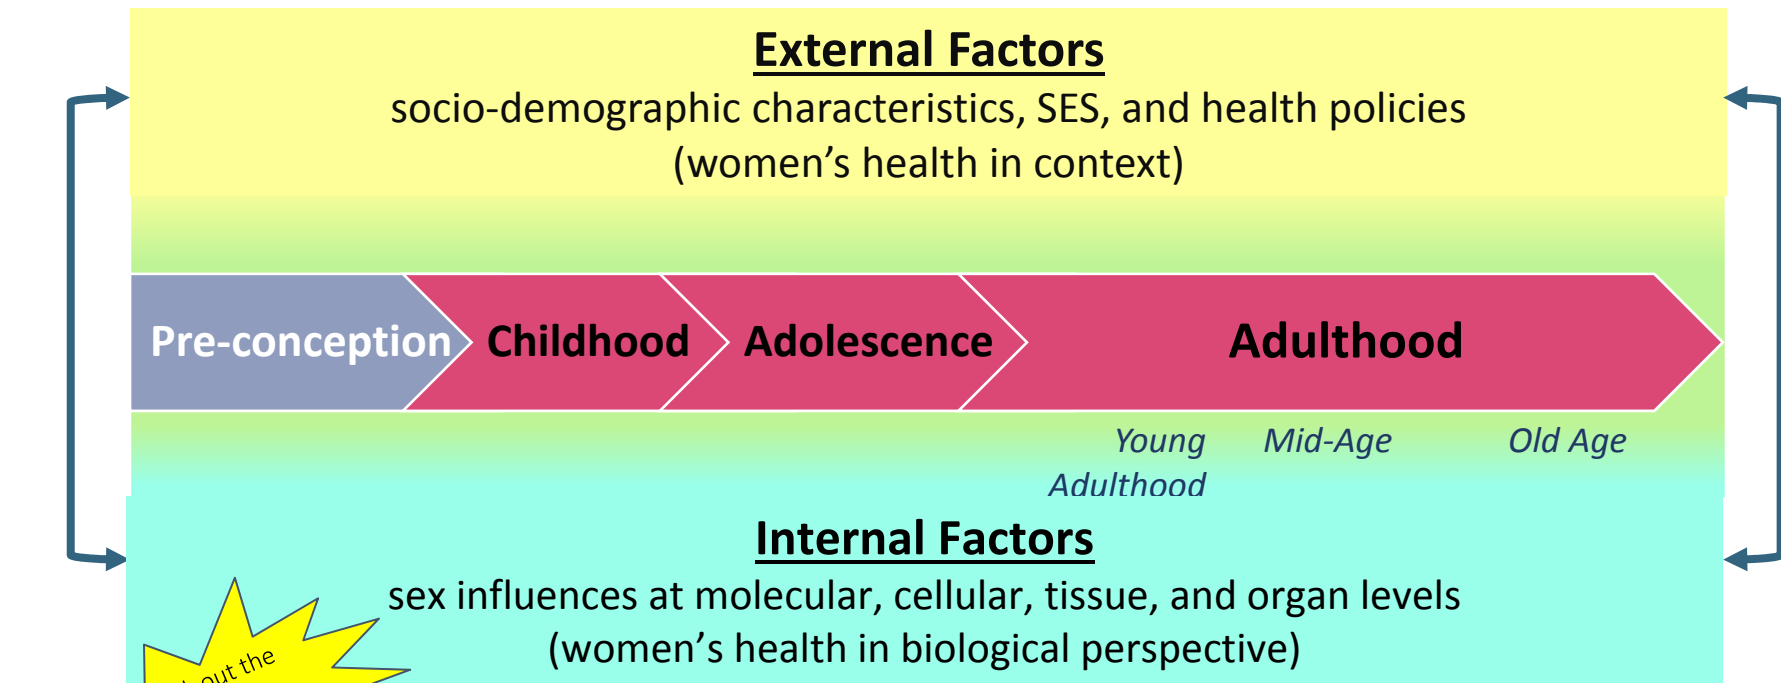 External Factors
socio-demographic characteristics, SES, and health policies
(women’s health in context)
Pre-conception
Childhood
Adolescence
Adulthood
Young
Adulthood
Mid-Age
Old Age
Internal Factors
sex influences at molecular, cellular, tissue, and organ levels
(women’s health in biological perspective)
the